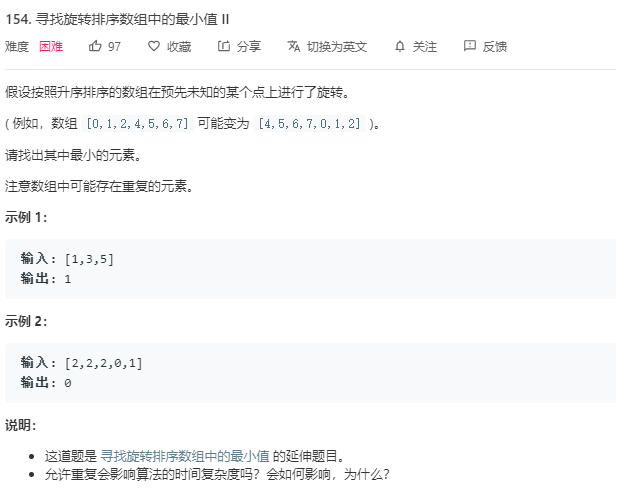 154. 寻找旋转排序数组中的最小值 II
难度 困难 97 收藏 分享 切换为英文 关注 反馈
假设按照升序排序的数组在预先未知的某个点上进行了旋转。
( 例如，数组 [0,1,2,4,5,6,7] 可能变为 [4,5,6,7,0,1,2] )。
请找出其中最小的元素。
注意数组中可能存在重复的元素。
示例 1：
输入: [1,3,5]
输出: 1
示例 2：
输入: [2,2,2,0,1]
输出: 0
说明：
• 这道题是 寻找旋转排序数组中的最小值 的延伸题目。
• 允许重复会影响算法的时间复杂度吗？会如何影响，为什么？